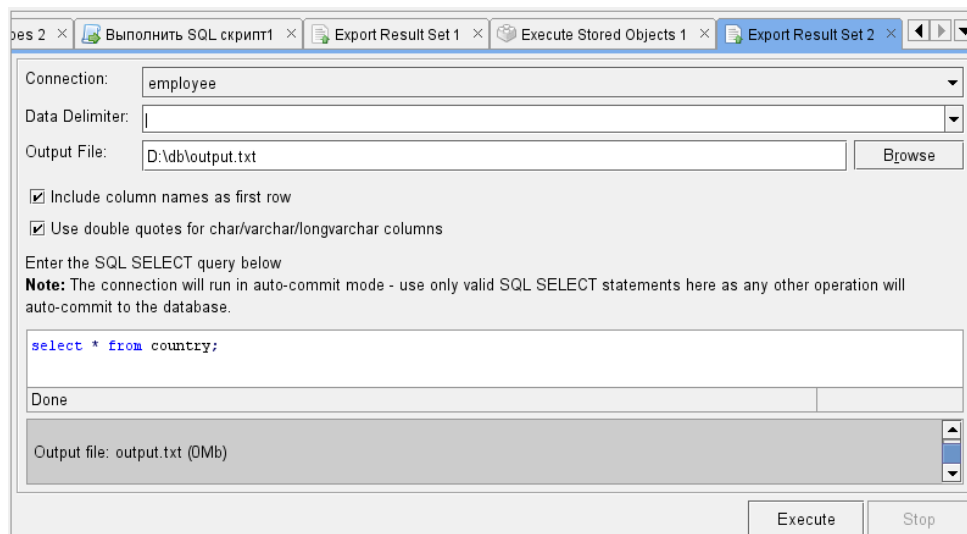 pes 2 Выполнить SQL скрипт1 Export Result Set 1 Execute Stored Objects 1 Export Result Set 2
Connection: employee
Data Delimiter: |
Output File: D:\db\output.txt Browse
Include column names as first row
Use double quotes for char/varchar/longvarchar columns
Enter the SQL SELECT query below
Note: The connection will run in auto-commit mode - use only valid SQL SELECT statements here as any other operation will
auto-commit to the database.
select * from country;
Done
Output file: output.txt (0Mb)
Execute Stop